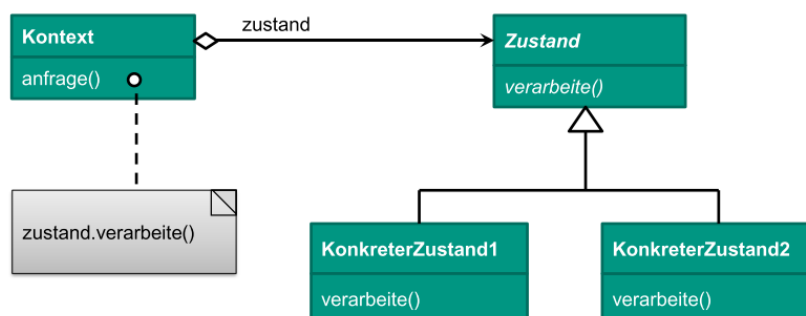 Kontext
anfrage()
zustand
Zustand
verarbeite()
zustand.verarbeite()
KonkreterZustand1
verarbeite()
KonkreterZustand2
verarbeite()